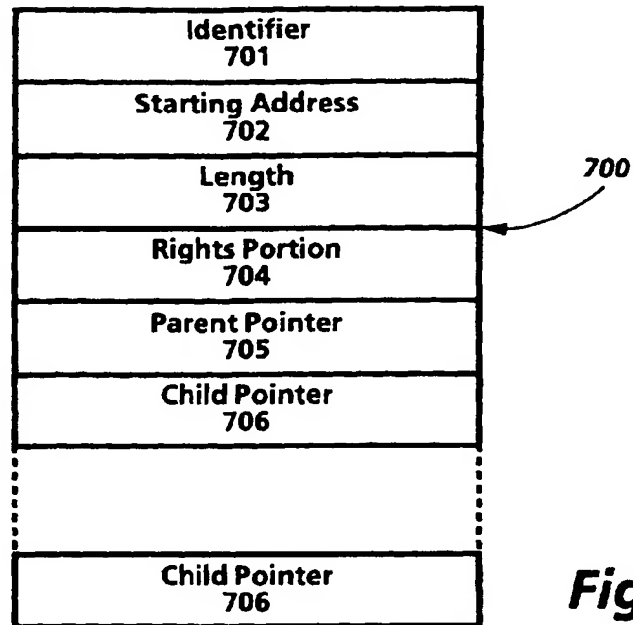 Identifier
701
Starting Address
702
Length
703
700
Rights Portion
704
Parent Pointer
705
Child Pointer
706
Child Pointer
706
Fig